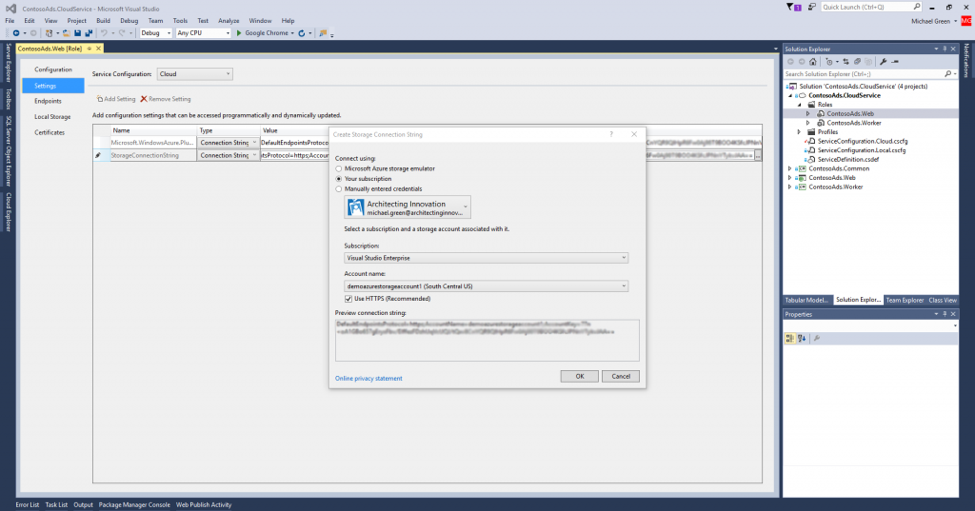 ContosoAds.CloudService - Microsoft Visual Studio
Quick Launch (Ctrl+Q)
File Edit View Project Build Debug Team Tools Test Analyze Window Help
Michael Green MG
Debug Any CPU Google Chrome
ContosoAds.Web [Role]
Server Explorer
Toolbox
SQL Server Object Explorer
Cloud Explorer
Configuration
Settings
Endpoints
Local Storage
Certificates
Service Configuration: Cloud
Add Setting Remove Setting
Add configuration settings that can be accessed programmatically and dynamically updated.
Name Type Value
Microsoft.WindowsAzure.Plu... Connection String DefaultEndpointsProtoco
StorageConnectionString Connection String itsProtocol=https;Accoun
Create Storage Connection String
Connect using:
Microsoft Azure storage emulator
Your subscription
Manually entered credentials
Architecting Innovation
michael.green@architectinginnov...
Select a subscription and a storage account associated with it.
Subscription:
Visual Studio Enterprise
Account name:
demoazurestorageaccount1 (South Central US)
Use HTTPS (Recommended)
Preview connection string:
Online privacy statement
OK Cancel
Solution Explorer
Search Solution Explorer (Ctrl+;)
Solution 'ContosoAds.CloudService' (4 projects)
ContosoAds.CloudService
Roles
ContosoAds.Web
ContosoAds.Worker
Profiles
ServiceConfiguration.Cloud.cscfg
ServiceConfiguration.Local.cscfg
ServiceDefinition.csdef
ContosoAds.Common
ContosoAds.Web
ContosoAds.Worker
Tabular Model... Solution Explor... Team Explorer Class View
Properties
Notifications
Error List Task List Output Package Manager Console Web Publish Activity